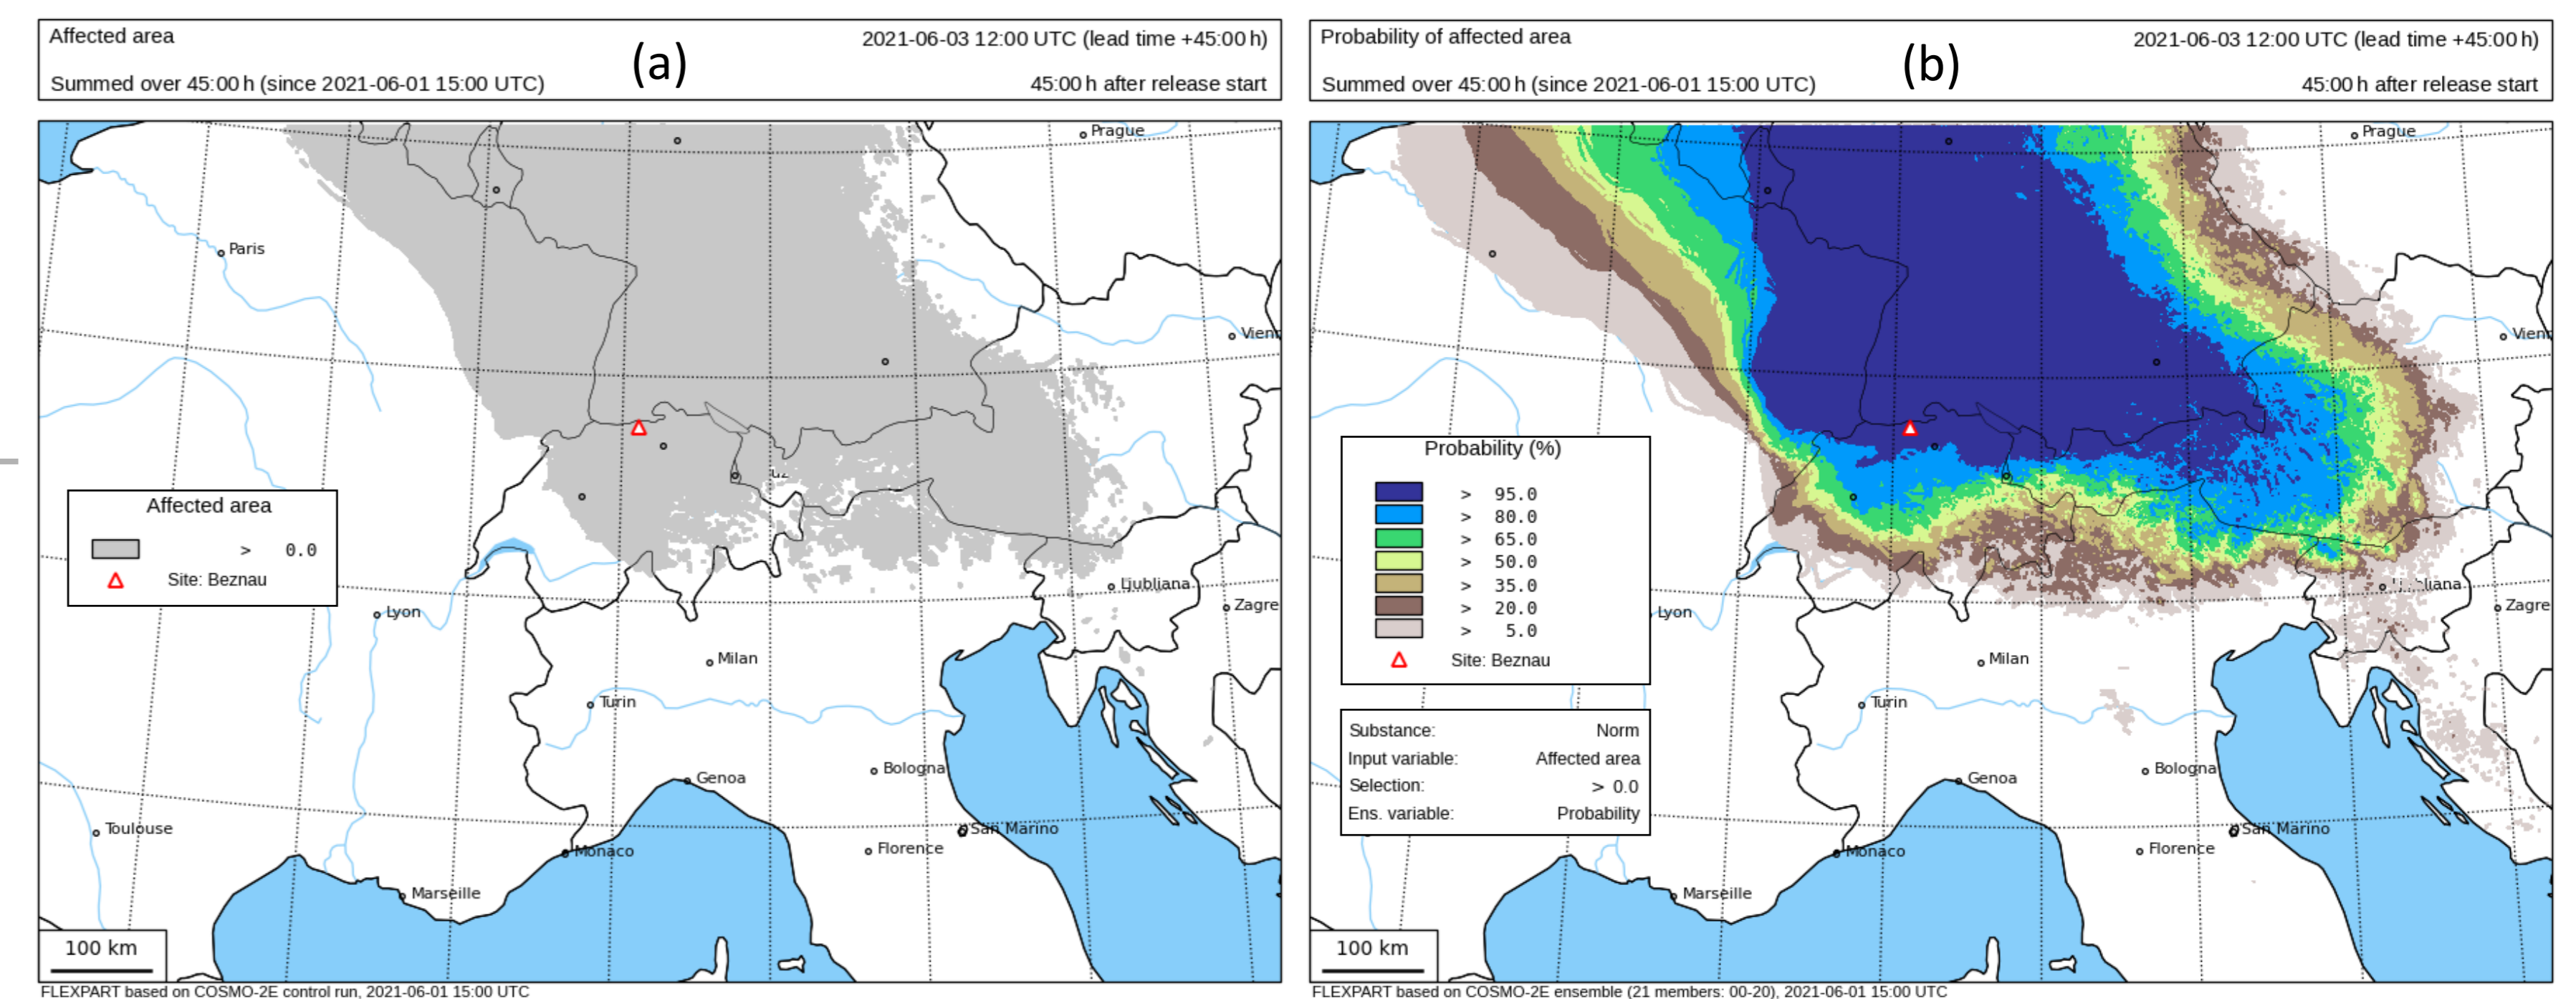 Affected area
2021-06-03 12:00 UTC (lead time +45:00 h)
(a)
Summed over 45:00 h (since 2021-06-01 15:00 UTC)
45:00 h after release start
Prague
Paris
Vienn
Affected area
> 0.0
Site: Beznau
Ljubliana
Zagre
Lyon
Milan
Turin
Bologna
Genoa
Toulouse
San Marino
Monaco
Florence
Marseille
100 km
FLEXPART based on COSMO-2E control run, 2021-06-01 15:00 UTC
Probability of affected area
2021-06-03 12:00 UTC (lead time +45:00 h)
(b)
Summed over 45:00 h (since 2021-06-01 15:00 UTC)
45:00 h after release start
Prague
Vienn
Probability (%)
> 95.0
> 80.0
> 65.0
> 50.0
> 35.0
> 20.0
> 5.0
Site: Beznau
Zagre
Lyon
Milan
Turin
Substance: Norm
Input variable: Affected area
Selection: > 0.0
Ens. variable: Probability
Bologna
Genoa
San Marino
Monaco
Florence
Marseille
100 km
FLEXPART based on COSMO-2E ensemble (21 members: 00-20), 2021-06-01 15:00 UTC